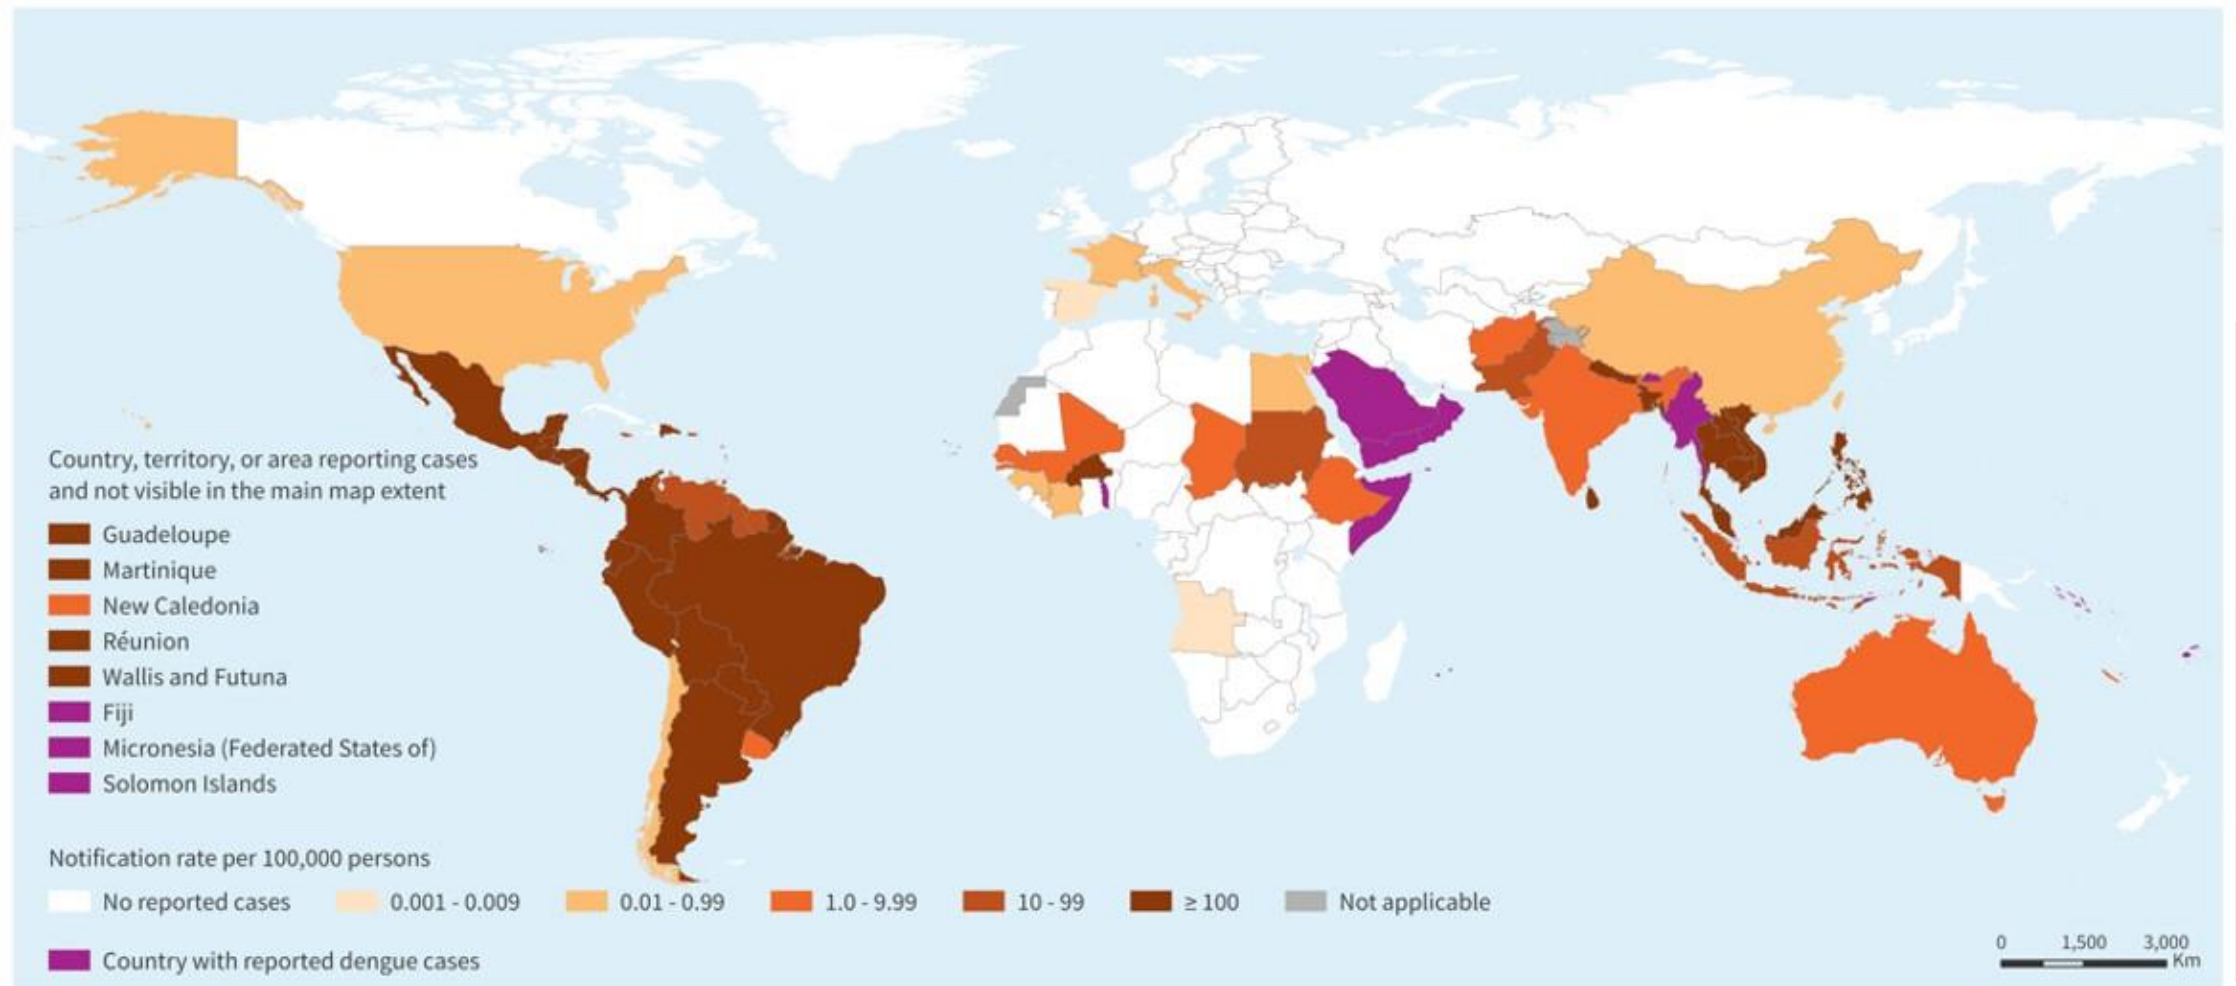 Country, territory, or area reporting cases
and not visible in the main map extent
Guadeloupe
Martinique
New Caledonia
Réunion
Wallis and Futuna
Fiji
Micronesia (Federated States of)
Solomon Islands
Notification rate per 100,000 persons
No reported cases 0.001 - 0.009 0.01 - 0.99 1.0 - 9.99 10 - 99 ≥ 100 Not applicable
Country with reported dengue cases
0 1,500 3,000
Km